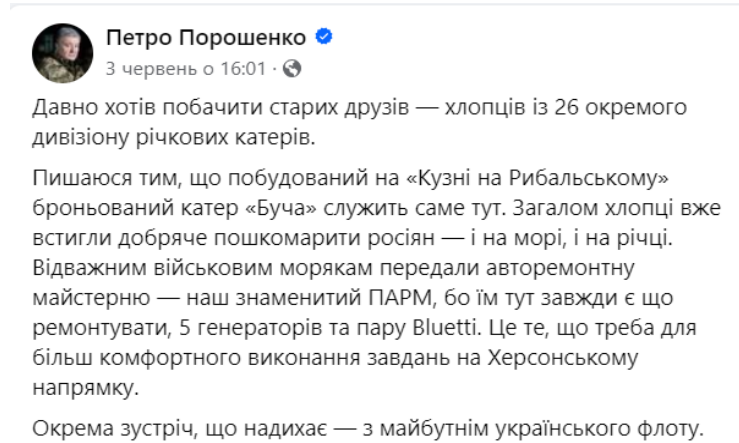 Петро Порошенко
3 червень о 16:01 ·
Давно хотів побачити старих друзів — хлопців із 26 окремого
дивізіону річкових катерів.
Пишаюся тим, що побудований на «Кузні на Рибальському»
броньований катер «Буча» служить саме тут. Загалом хлопці вже
встигли добряче пошкомарити росіян — і на морі, і на річці.
Відважним військовим морякам передали авторемонтну
майстерню — наш знаменитий ПАРМ, бо їм тут завжди є що
ремонтувати, 5 генераторів та пару Bluetti. Це те, що треба для
більш комфортного виконання завдань на Херсонському
напрямку.
Окрема зустріч, що надихає — з майбутнім українського флоту.